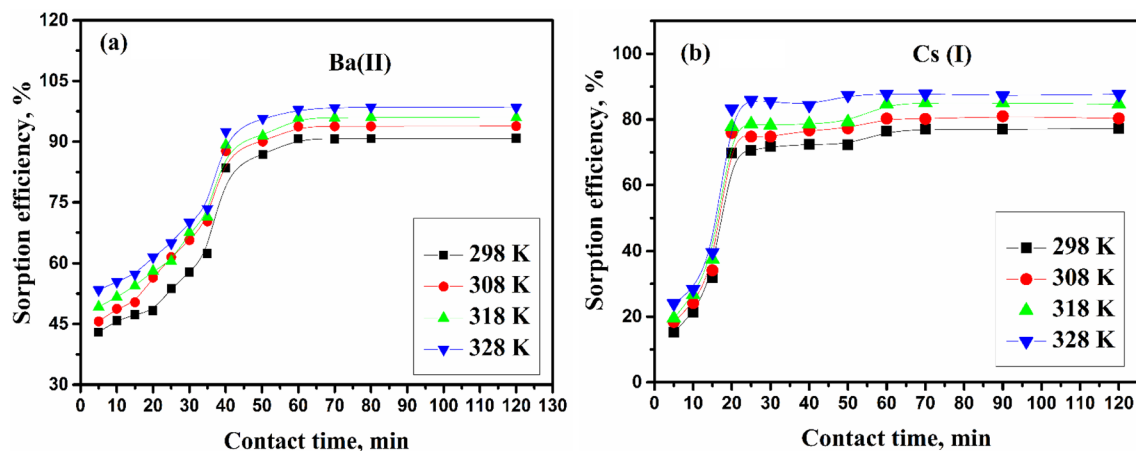 (a)
Ba(II)
Sorption efficiency, %
120
105
90
75
60
45
30
0 10 20 30 40 50 60 70 80 90 100 110 120 130
Contact time, min
298 K
308 K
318 K
328 K
(b)
Cs (I)
Sorption efficiency, %
100
80
60
40
20
0
0 10 20 30 40 50 60 70 80 90 100 110 120
Contact time, min
298 K
308 K
318 K
328 K